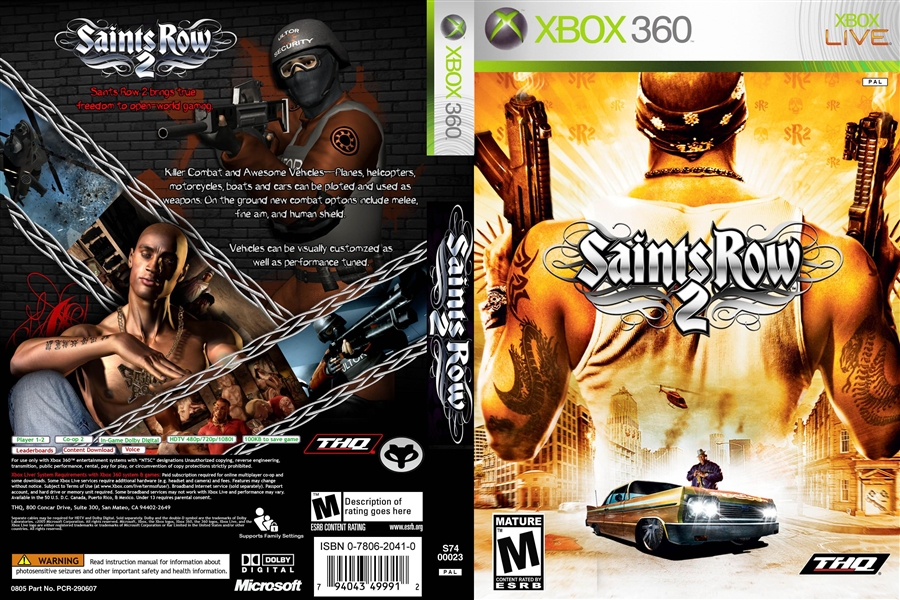 Saints Row
2
Saints Row 2 brings true
freedom to open world gaming.
ULTOR
SECURITY
Killer Combat and Awesome Vehicles—Planes, helicopters,
motorcycles, boats and cars can be piloted and used as
weapons. On the ground new combat options include melee,
fine aim, and human shield.
Vehicles can be visually customized as
well as performance tuned.
ULTOR
Player 1-2
Co-op 2
In-Game Dolby Digital
HDTV 480p/720p/1080i
100KB to save game
Leaderboards
Content Download
Voice
For use only with Xbox 360™ entertainment systems with "NTSC" designations Unauthorized copying, reverse engineering,
transmission, public performance, rental, pay for play, or circumvention of copy protections strictly prohibited.
THQ, 800 Concar Drive, Suite 300, San Mateo, CA 94402-2649
Supports Family Settings
WARNING
Read instruction manual for information about
photosensitive seizures and other important safety and health information.
0805 Part No. PCR-290607
DOLBY
DIGITAL
Microsoft
THQ
M
Description of
rating goes here
ESRB CONTENT RATING
www.esrb.org
ISBN 0-7806-2041-0
7 94043 49991 2
S74
00023
PAL
XBOX 360
Saints Row
2
XBOX 360
XBOX
LIVE
PAL
SR2
Saints Row
2
MATURE
M
CONTENT RATED BY
ESRB
THQ